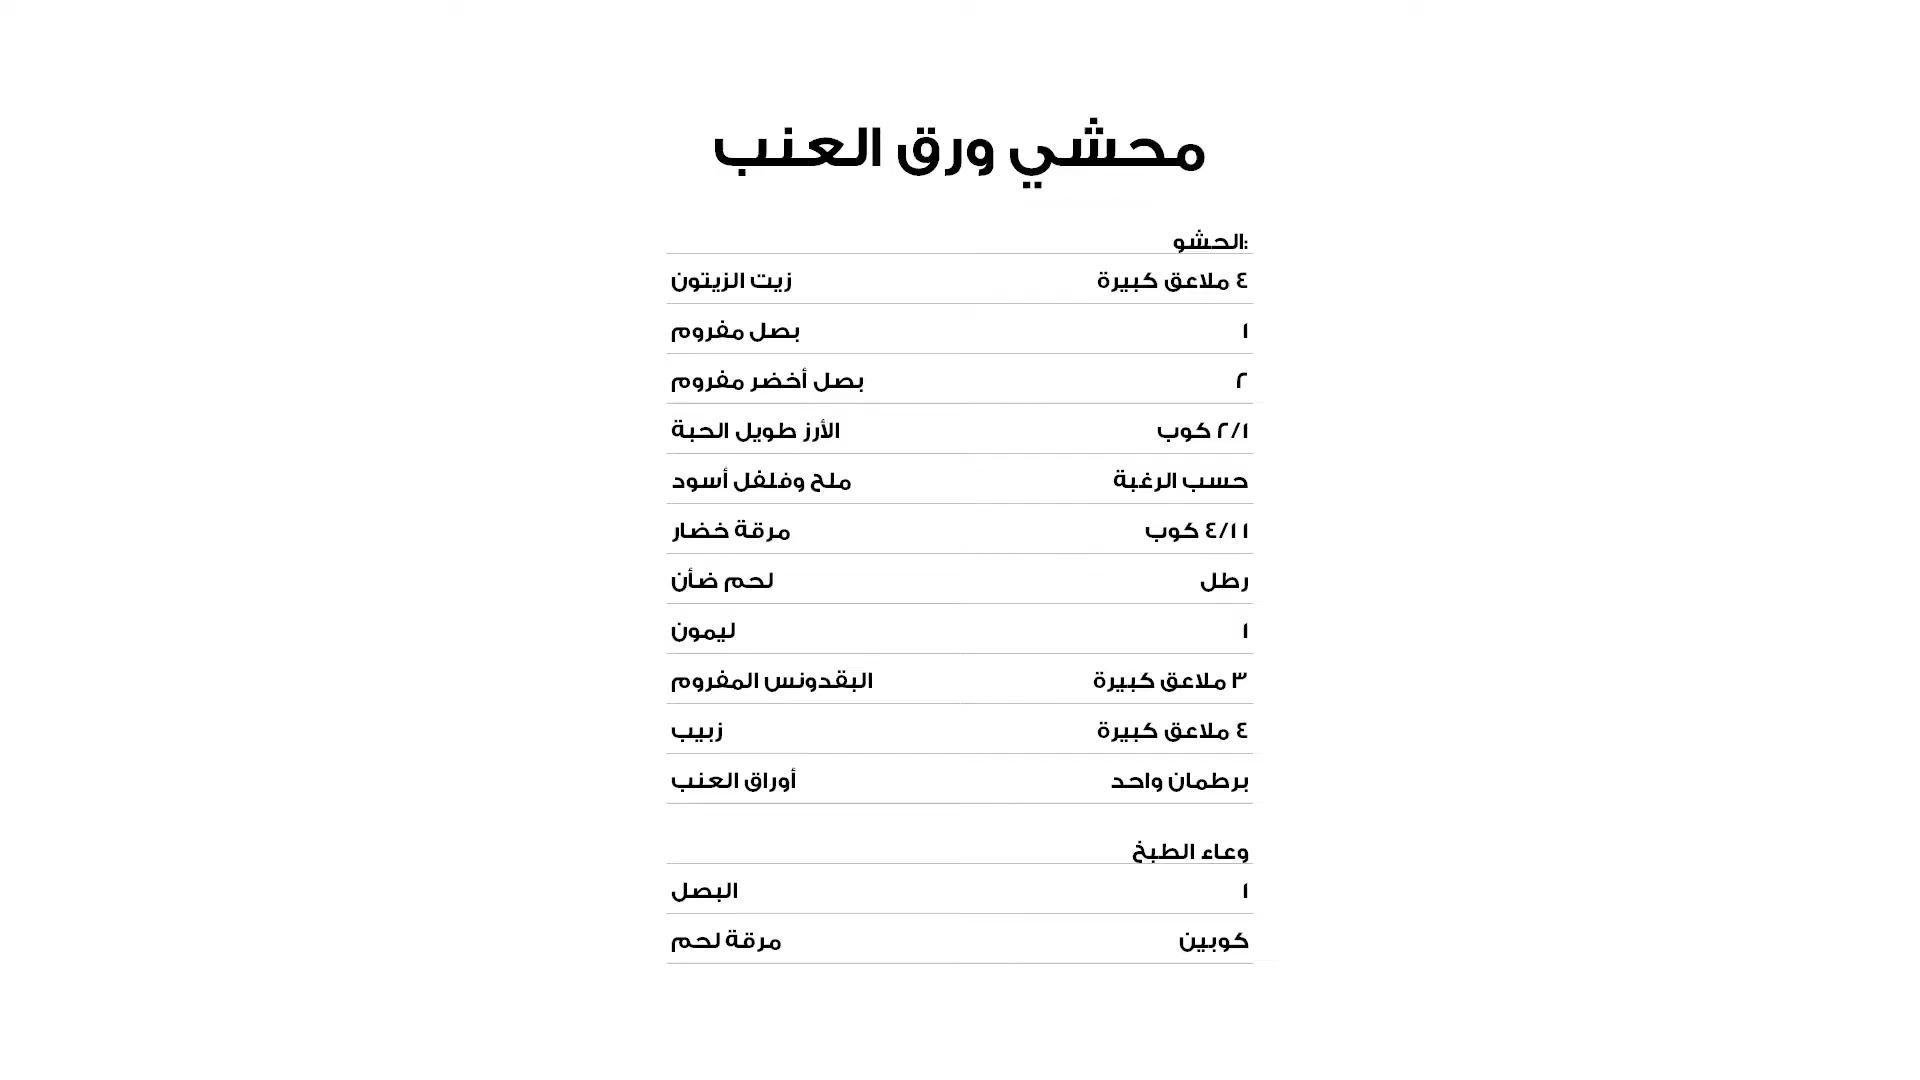 محشي ورق العنب
الحشو:
٤ ملاعق كبيرة زيت الزيتون
١ بصل مفروم
٢ بصل أخضر مفروم
٢/١ كوب الأرز طويل الحبة
حسب الرغبة ملح وفلفل أسود
٤/١١ كوب مرقة خضار
رطل لحم ضأن
١ ليمون
٣ ملاعق كبيرة البقدونس المفروم
٤ ملاعق كبيرة زبيب
برطمان واحد أوراق العنب
وعاء الطبخ
١ البصل
كوبين مرقة لحم